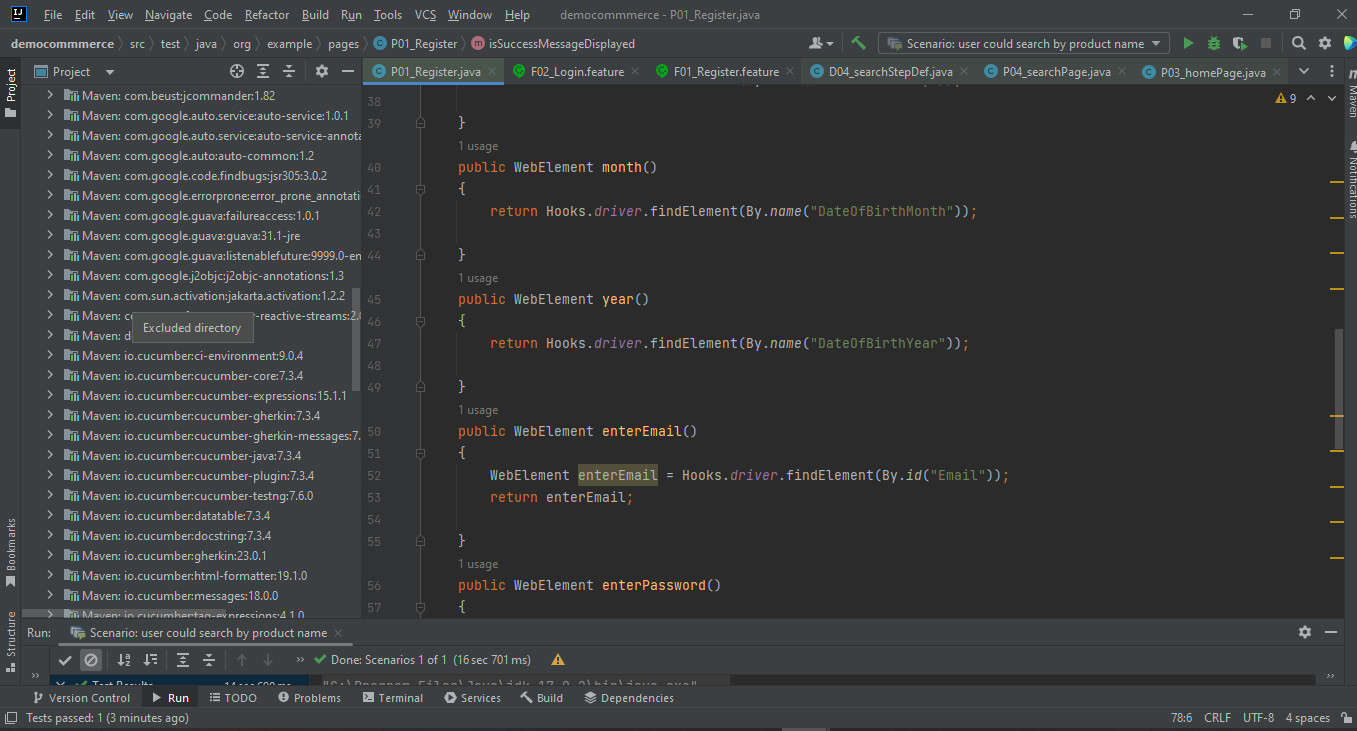 File Edit View Navigate Code Refactor Build Run Tools VCS Window Help democommmerce - P01_Register.java
democommmerce src test java org example pages P01_Register isSuccessMessageDisplayed Scenario: user could search by product name
Project P01_Register.java F02_Login.feature F01_Register.feature D04_searchStepDef.java P04_searchPage.java P03_homePage.java
Project
Maven: com.beust:jcommander:1.82
Maven: com.google.auto.service:auto-service:1.0.1
Maven: com.google.auto.service:auto-service-annota
Maven: com.google.auto:auto-common:1.2
Maven: com.google.code.findbugs:jsr305:3.0.2
Maven: com.google.errorprone:error_prone_annotati
Maven: com.google.guava:failureaccess:1.0.1
Maven: com.google.guava:guava:31.1-jre
Maven: com.google.guava:listenablefuture:9999.0-en
Maven: com.google.j2objc:j2objc-annotations:1.3
Maven: com.sun.activation:jakarta.activation:1.2.2
Maven: -reactive-streams:2.
Excluded directory
Maven: d
Maven: io.cucumber:ci-environment:9.0.4
Maven: io.cucumber:cucumber-core:7.3.4
Maven: io.cucumber:cucumber-expressions:15.1.1
Maven: io.cucumber:cucumber-gherkin:7.3.4
Maven: io.cucumber:cucumber-gherkin-messages:7.
Maven: io.cucumber:cucumber-java:7.3.4
Maven: io.cucumber:cucumber-plugin:7.3.4
Maven: io.cucumber:cucumber-testng:7.6.0
Maven: io.cucumber:datatable:7.3.4
Maven: io.cucumber:docstring:7.3.4
Maven: io.cucumber:gherkin:23.0.1
Maven: io.cucumber:html-formatter:19.1.0
Maven: io.cucumber:messages:18.0.0
Maven: io.cucumber:tag-expressions:4.1.0
Bookmarks
Structure
9
38
39 }
1 usage
40 public WebElement month()
41 {
42 return Hooks.driver.findElement(By.name("DateOfBirthMonth"));
43
44 }
1 usage
45 public WebElement year()
46 {
47 return Hooks.driver.findElement(By.name("DateOfBirthYear"));
48
49 }
1 usage
50 public WebElement enterEmail()
51 {
52 WebElement enterEmail = Hooks.driver.findElement(By.id("Email"));
53 return enterEmail;
54
55 }
1 usage
56 public WebElement enterPassword()
57 {
Maven
Notifications
Run: Scenario: user could search by product name
Done: Scenarios 1 of 1 (16 sec 701 ms)
Test Results
Version Control Run TODO Problems Terminal Services Build Dependencies
Tests passed: 1 (3 minutes ago) 78:6 CRLF UTF-8 4 spaces